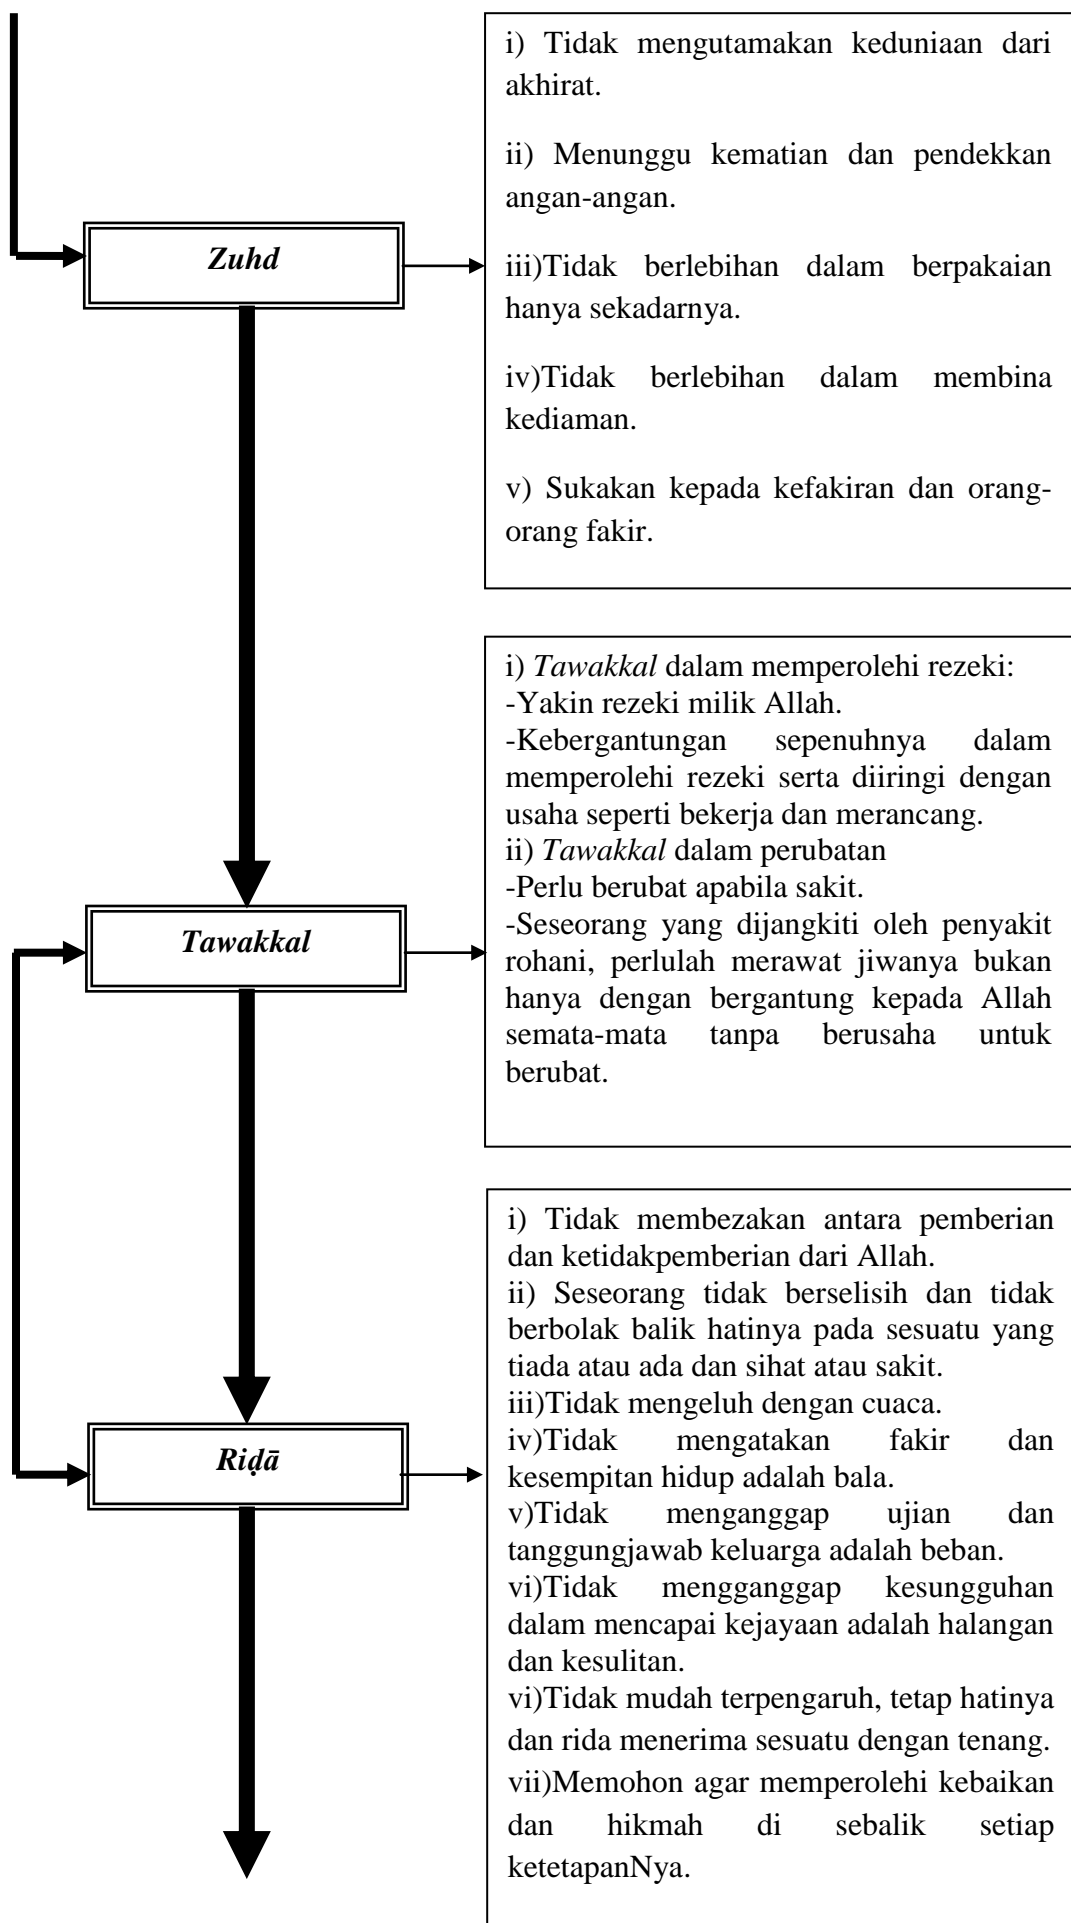 i) Tidak mengutamakan keduniaan dari
akhirat.
ii) Menunggu kematian dan pendekkan
angan-angan.
Zuhd
iii)Tidak berlebihan dalam berpakaian
hanya sekadarnya.
iv)Tidak berlebihan dalam membina
kediaman.
v) Sukakan kepada kefakiran dan orang-
orang fakir.
i) Tawakkal dalam memperolehi rezeki:
-Yakin rezeki milik Allah.
-Kebergantungan sepenuhnya dalam
memperolehi rezeki serta diiringi dengan
usaha seperti bekerja dan merancang.
ii) Tawakkal dalam perubatan
-Perlu berubat apabila sakit.
Tawakkal
-Seseorang yang dijangkiti oleh penyakit
rohani, perlulah merawat jiwanya bukan
hanya dengan bergantung kepada Allah
semata-mata tanpa berusaha untuk
berubat.
i) Tidak membezakan antara pemberian
dan ketidakpemberian dari Allah.
ii) Seseorang tidak berselisih dan tidak
berbolak balik hatinya pada sesuatu yang
tiada atau ada dan sihat atau sakit.
iii)Tidak mengeluh dengan cuaca.
iv)Tidak mengatakan fakir dan
kesempitan hidup adalah bala.
Riḍā
v)Tidak menganggap ujian dan
tanggungjawab keluarga adalah beban.
vi)Tidak mengganggap kesungguhan
dalam mencapai kejayaan adalah halangan
dan kesulitan.
vi)Tidak mudah terpengaruh, tetap hatinya
dan rida menerima sesuatu dengan tenang.
vii)Memohon agar memperolehi kebaikan
dan hikmah di sebalik setiap
ketetapanNya.